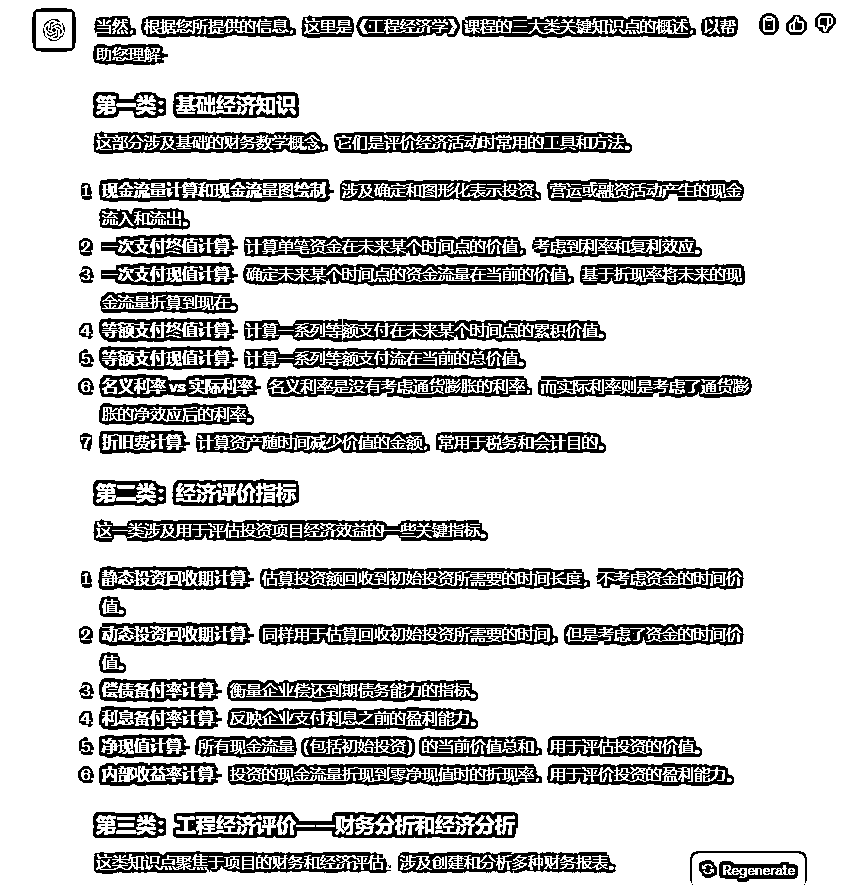 当然，根据您所提供的信息，这里是《工程经济学》课程的三大类关键知识点的概述，以帮
助您理解：
第一类：基础经济知识
这部分涉及基础的财务数学概念，它们是评价经济活动时常用的工具和方法。
1. 现金流量计算和现金流量图绘制- 涉及确定和图形化表示投资、营运或融资活动产生的现金
流入和流出。
2. 一次支付终值计算- 计算单笔资金在未来某个时间点的价值，考虑到利率和复利效应。
3. 一次支付现值计算- 确定未来某个时间点的资金流量在当前的价值，基于折现率将未来的现
金流量折算到现在。
4. 等额支付终值计算- 计算一系列等额支付在未来某个时间点的累积价值。
5. 等额支付现值计算- 计算一系列等额支付流在当前的总价值。
6. 名义利率 vs 实际利率- 名义利率是没有考虑通货膨胀的利率，而实际利率则是考虑了通货膨
胀的净效应后的利率。
7. 折旧费计算- 计算资产随时间减少价值的金额，常用于税务和会计目的。
第二类：经济评价指标
这一类涉及用于评估投资项目经济效益的一些关键指标。
1. 静态投资回收期计算- 估算投资额回收到初始投资所需要的时间长度，不考虑资金的时间价
值。
2. 动态投资回收期计算- 同样用于估算回收初始投资所需要的时间，但是考虑了资金的时间价
值。
3. 偿债备付率计算- 衡量企业偿还到期债务能力的指标。
4. 利息备付率计算- 反映企业支付利息之前的盈利能力。
5. 净现值计算- 所有现金流量（包括初始投资）的当前价值总和，用于评估投资的价值。
6. 内部收益率计算- 投资的现金流量折现到零净现值时的折现率，用于评价投资的盈利能力。
第三类：工程经济评价——财务分析和经济分析
这类知识点聚焦于项目的财务和经济评估，涉及创建和分析多种财务报表。
Regenerate